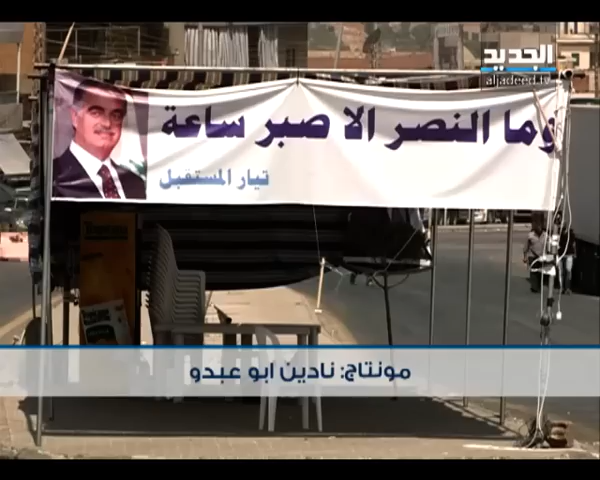 الجديد
aljadeed.tv
وما النصر الا صبر ساعة
تيار المستقبل
مونتاج: نادين ابو عبدو